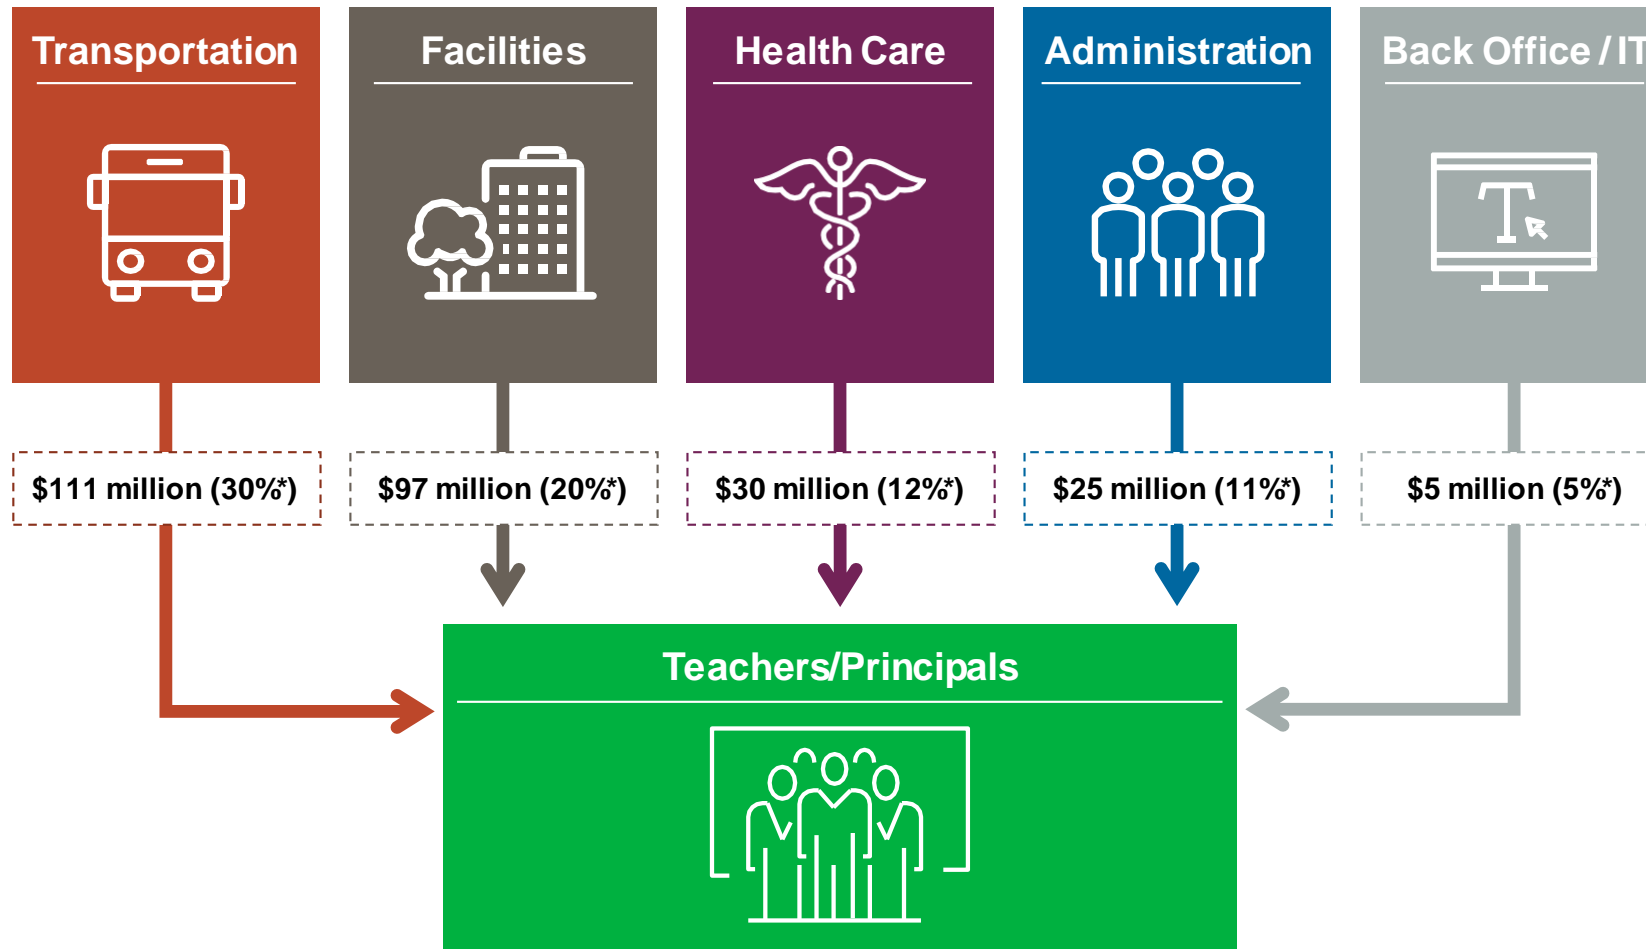 Transportation
Facilities
Health Care
Administration
Back Office / IT
$111 million (30%*)
$97 million (20%*)
$30 million (12%*)
$25 million (11%*)
$5 million (5%*)
Teachers/Principals